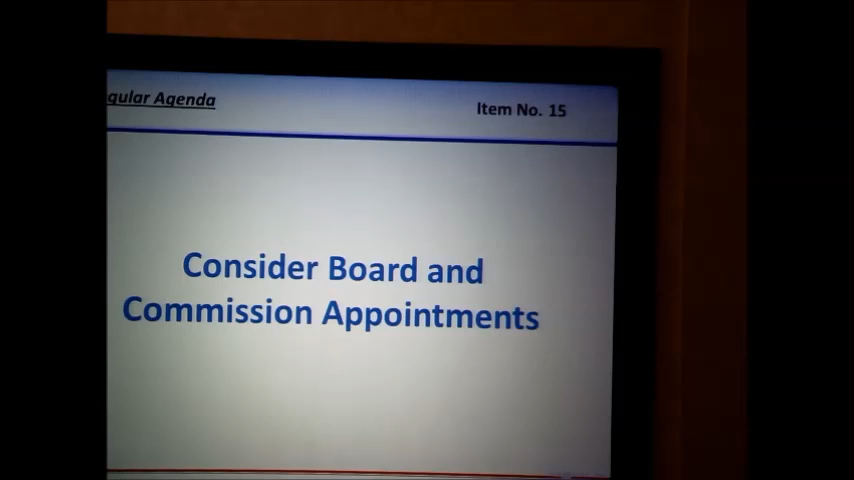 gular Agenda
Item No. 15
Consider Board and
Commission Appointments